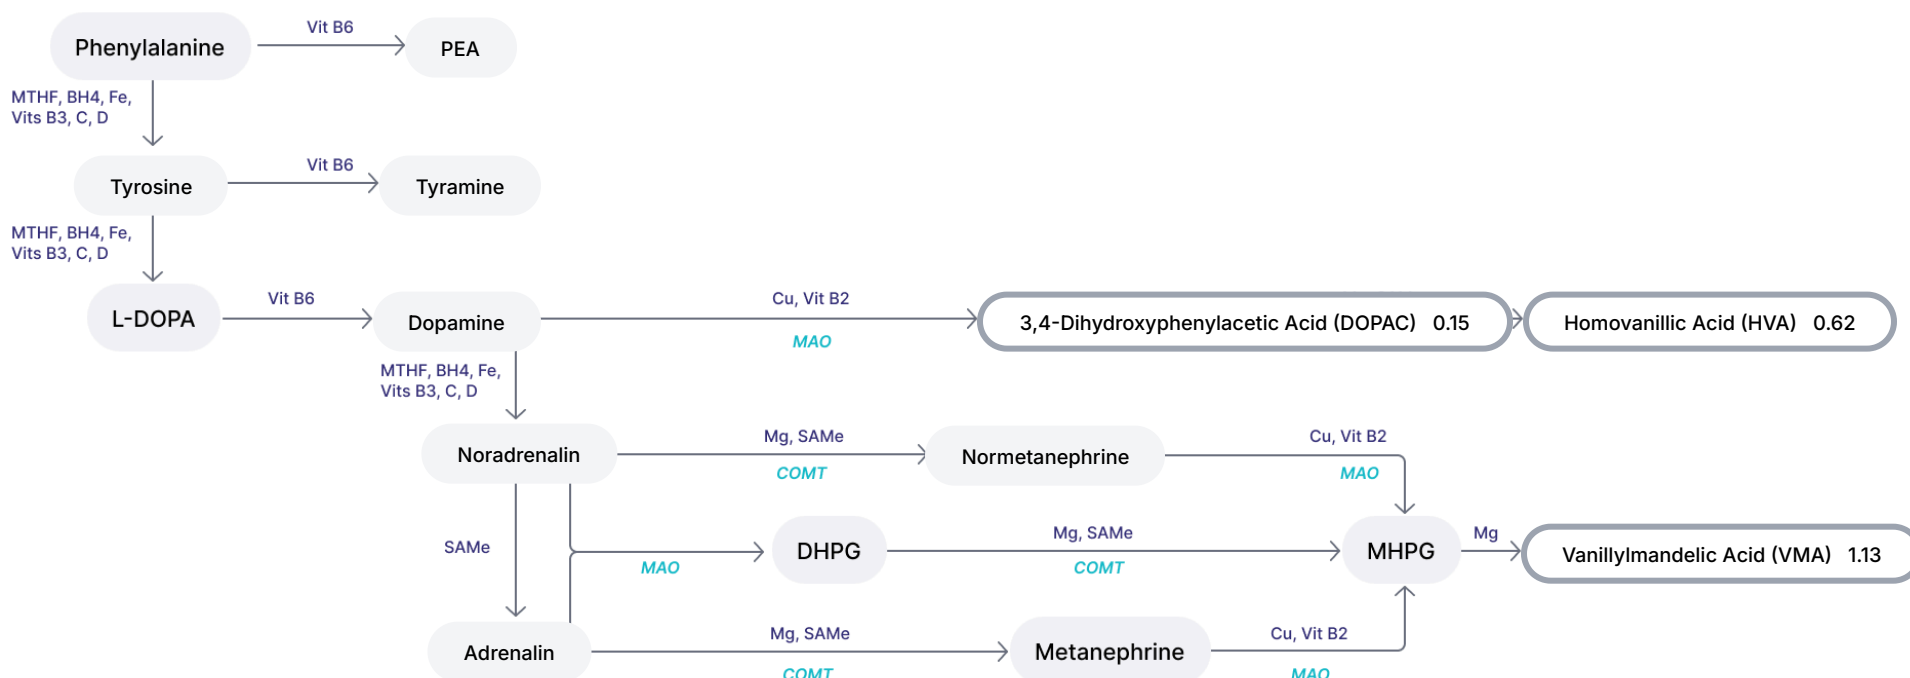 Vit B6
Phenylalanine
PEA
MTHF, BH4, Fe,
Vits B3, C, D
Vit B6
Tyrosine
Tyramine
MTHF, BH4, Fe,
Vits B3, C, D
Vit B6
Cu, Vit B2
L-DOPA
Dopamine
3,4-Dihydroxyphenylacetic Acid (DOPAC) 0.15
Homovanillic Acid (HVA) 0.62
MAO
MTHF, BH4, Fe,
Vits B3, C, D
Mg, SAMe
Cu, Vit B2
Noradrenalin
Normetanephrine
COMT
MAO
Mg, SAMe
Mg
SAMe
DHPG
MHPG
Vanillylmandelic Acid (VMA) 1.13
MAO
COMT
Mg, SAMe
Cu, Vit B2
Adrenalin
Metanephrine
COMT
MAO